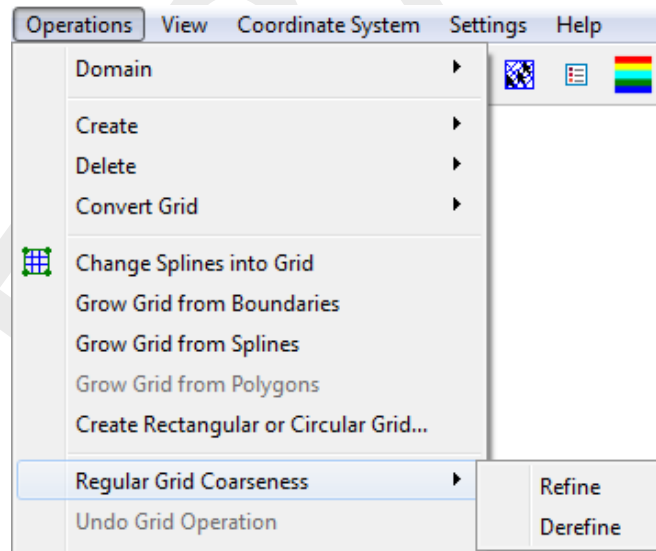 Operations View Coordinate System Settings Help
Domain
Create
Delete
Convert Grid
Change Splines into Grid
Grow Grid from Boundaries
Grow Grid from Splines
Grow Grid from Polygons
Create Rectangular or Circular Grid...
Regular Grid Coarseness
Refine
Undo Grid Operation
Derefine